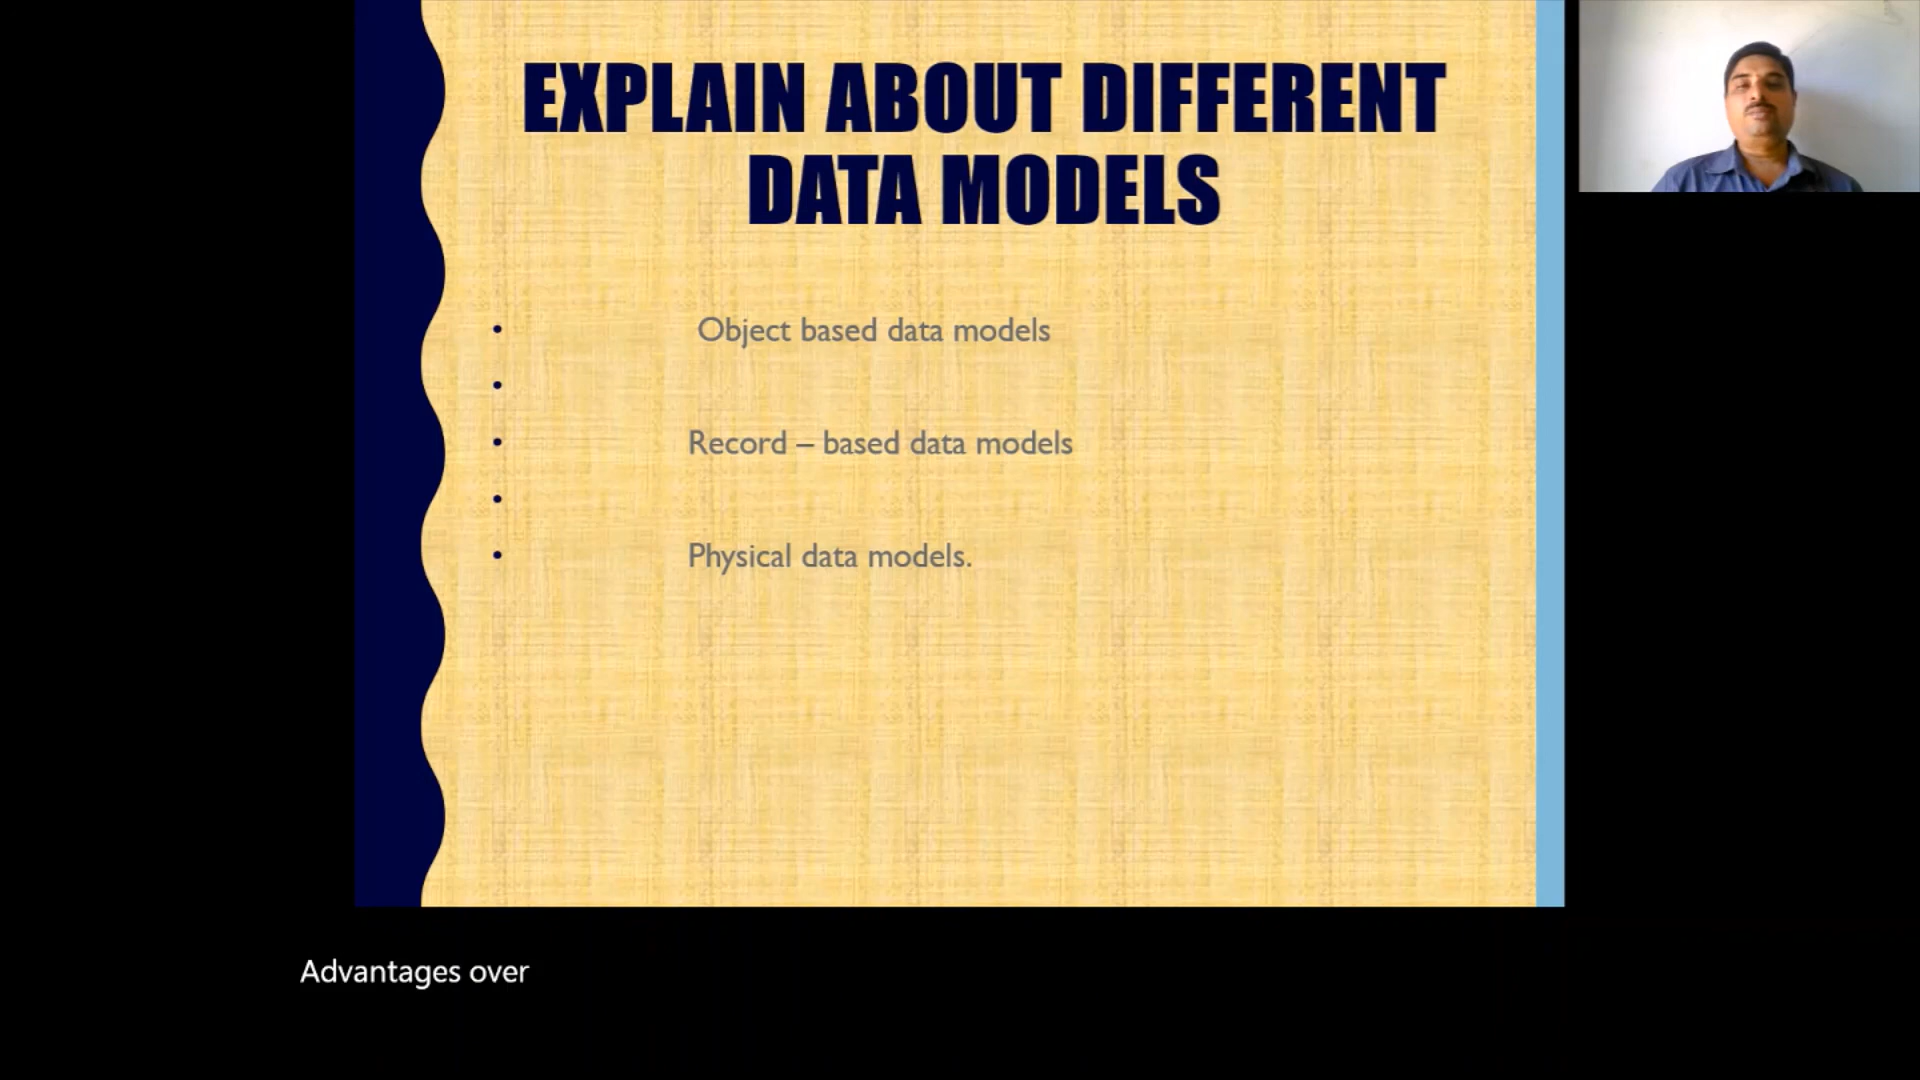 EXPLAIN ABOUT DIFFERENT
DATA MODELS
• Object based data models
•
• Record – based data models
•
• Physical data models.
Advantages over